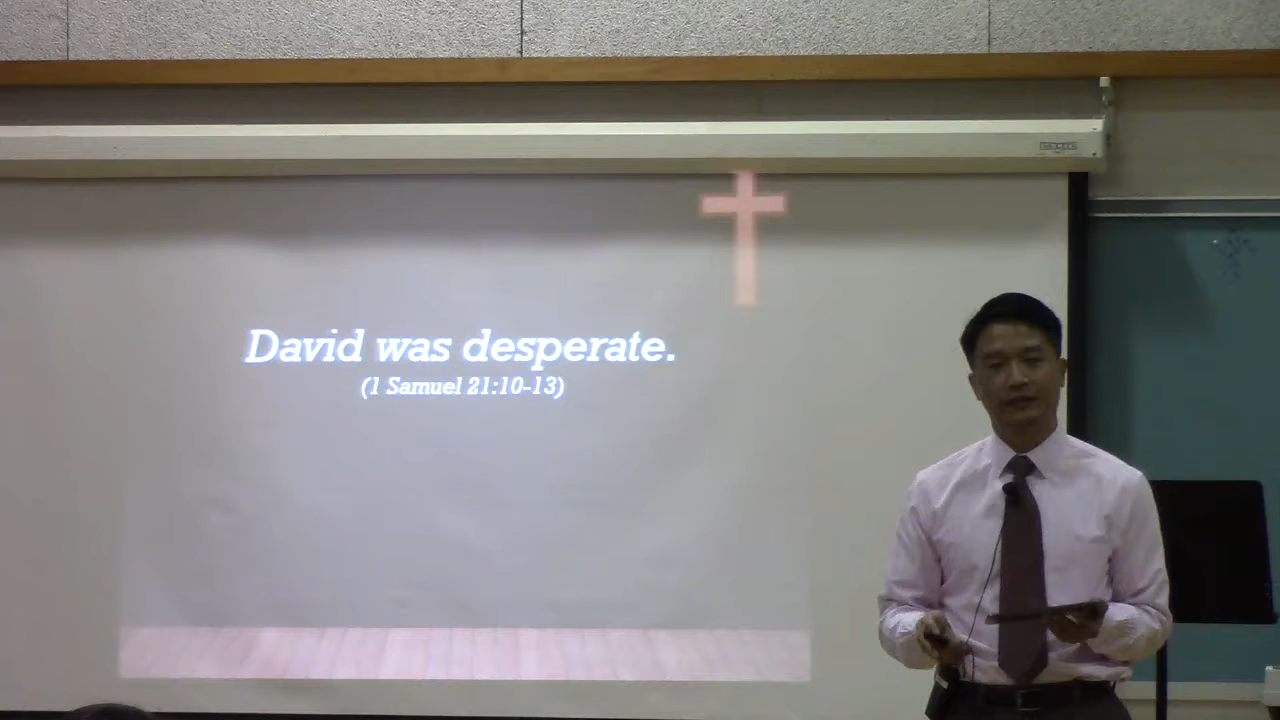 David was desperate.
(1 Samuel 21:10-13)